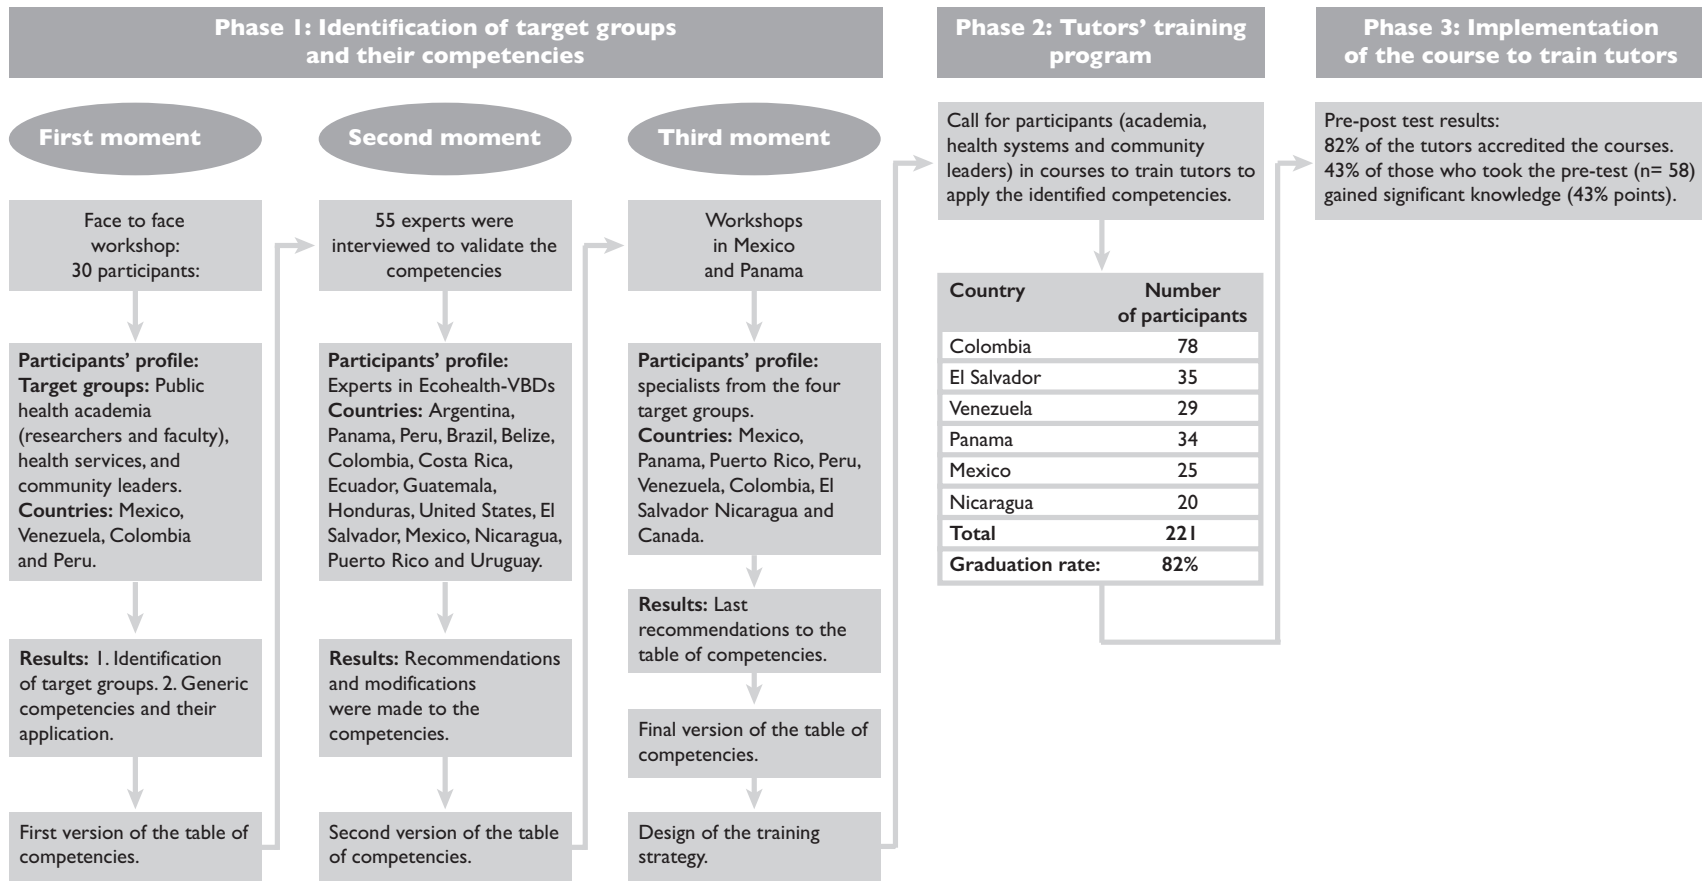 Phase 1: Identification of target groups
and their competencies
First moment
Face to face
workshop:
30 participants:
Participants’ profile:
Target groups: Public
health academia
(researchers and faculty),
health services, and
community leaders.
Countries: Mexico,
Venezuela, Colombia
and Peru.
Results: 1. Identification
of target groups. 2. Generic
competencies and their
application.
First version of the table of
competencies.
Second moment
55 experts were
interviewed to validate the
competencies
Participants’ profile:
Experts in Ecohealth-VBDs
Countries: Argentina,
Panama, Peru, Brazil, Belize,
Colombia, Costa Rica,
Ecuador, Guatemala,
Honduras, United States, El
Salvador, Mexico, Nicaragua,
Puerto Rico and Uruguay.
Results: Recommendations
and modifications
were made to the
competencies.
Second version of the table
of competencies.
Third moment
Workshops
in Mexico
and Panama
Participants’ profile:
specialists from the four
target groups.
Countries: Mexico,
Panama, Puerto Rico, Peru,
Venezuela, Colombia, El
Salvador Nicaragua and
Canada.
Results: Last
recommendations to the
table of competencies.
Final version of the table of
competencies.
Design of the training
strategy.
Phase 2: Tutors’ training
program
Call for participants (academia,
health systems and community
leaders) in courses to train tutors to
apply the identified competencies.
Country Number
of participants
Colombia 78
El Salvador 35
Venezuela 29
Panama 34
Mexico 25
Nicaragua 20
Total 221
Graduation rate: 82%
Phase 3: Implementation
of the course to train tutors
Pre-post test results:
82% of the tutors accredited the courses.
43% of those who took the pre-test (n= 58)
gained significant knowledge (43% points).